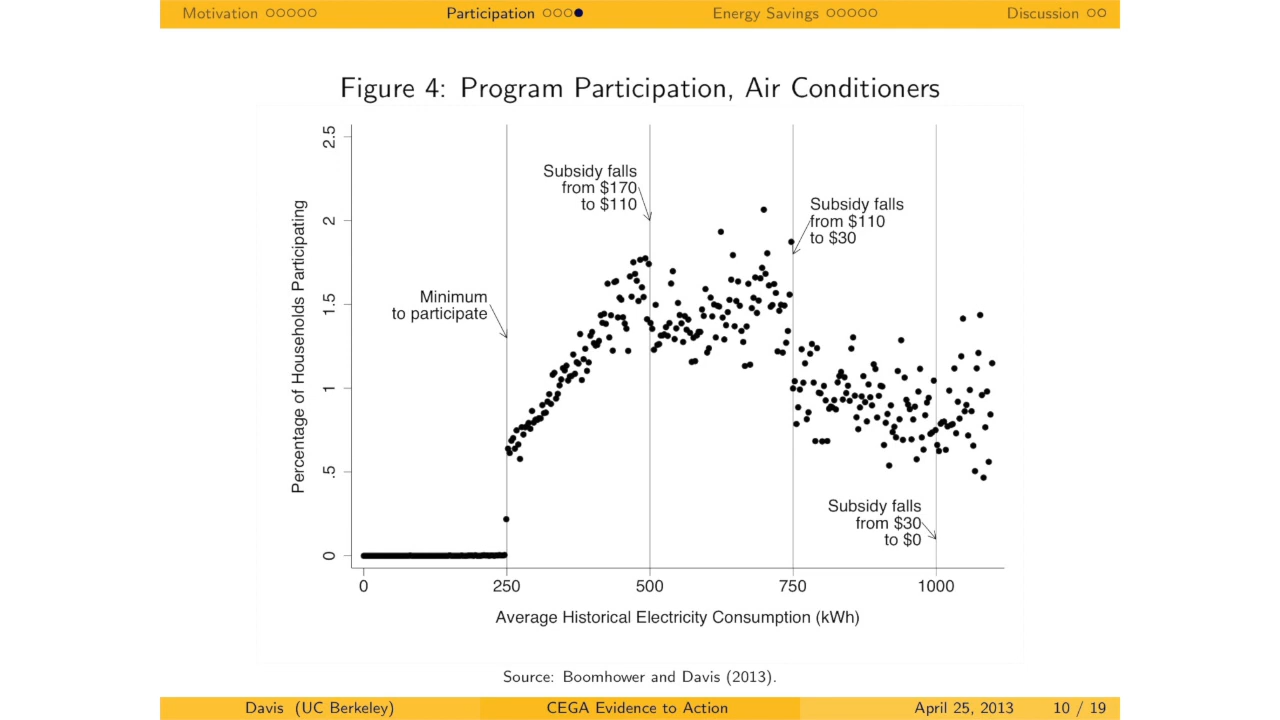 Motivation Participation Energy Savings Discussion
Figure 4: Program Participation, Air Conditioners
Percentage of Households Participating
2.5
2
1.5
1
.5
0
Minimum
to participate
Subsidy falls
from $170
to $110
Subsidy falls
from $110
to $30
Subsidy falls
from $30
to $0
0 250 500 750 1000
Average Historical Electricity Consumption (kWh)
Source: Boomhower and Davis (2013).
Davis (UC Berkeley) CEGA Evidence to Action April 25, 2013 10 / 19